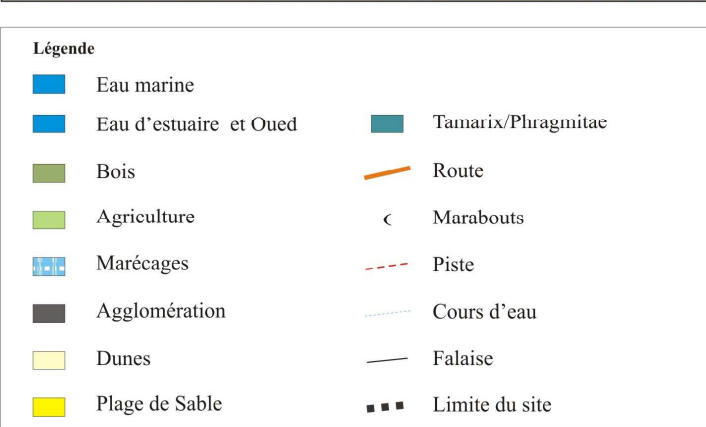 Légende
Eau marine
Eau d'estuaire et Oued
Tamarix/Phragmitae
Bois
Route
Agriculture
Marabouts
Marécages
Piste
Agglomération
Cours d'eau
Dunes
Falaise
Plage de Sable
Limite du site